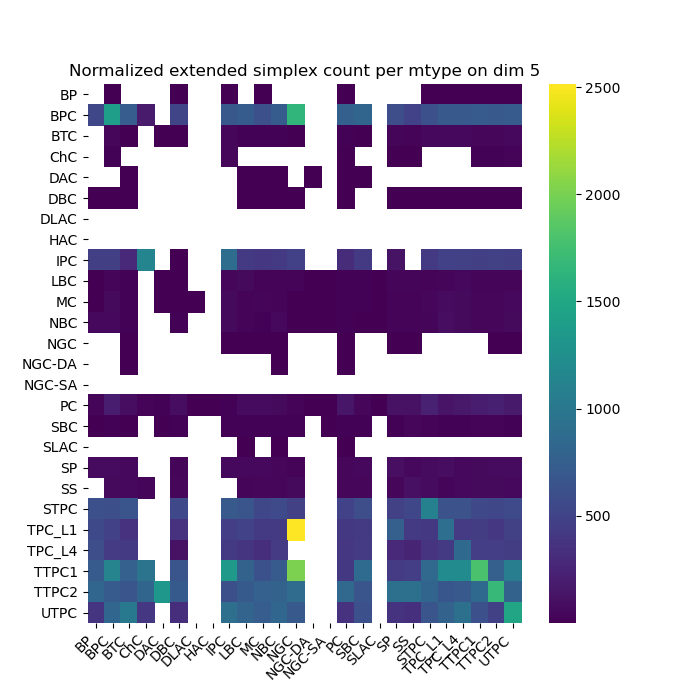 Normalized extended simplex count per mtype on dim 5
BP
BPC
BTC
ChC
DAC
DBC
DLAC
HAC
IPC
LBC
MC
NBC
NGC
NGC-DA
NGC-SA
PC
SBC
SLAC
SP
SS
STPC
TPC_L1
TPC_L4
TTPC1
TTPC2
UTPC
BP
BPC
BTC
ChC
DAC
DBC
DLAC
HAC
IPC
LBC
MC
NBC
NGC
NGC-DA
NGC-SA
PC
SBC
SLAC
SP
SS
STPC
TPC_L1
TPC_L4
TTPC1
TTPC2
UTPC
2500
2000
1500
1000
500